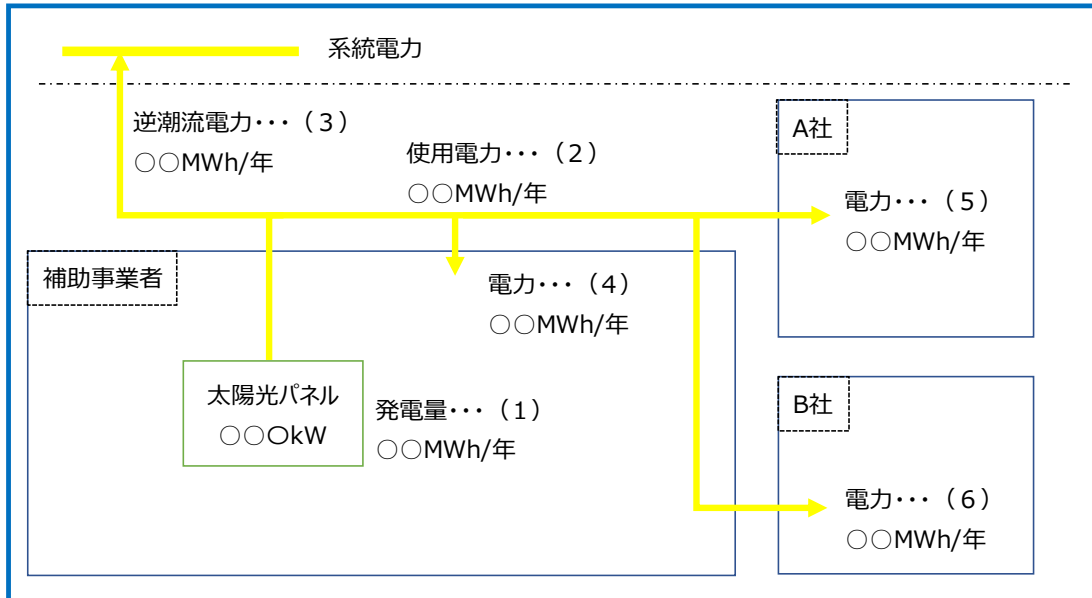 系統電力
逆潮流電力・・・（３）
○○MWh/年
使用電力・・・（２）
○○MWh/年
A社
電力・・・（５）
○○MWh/年
補助事業者
電力・・・（４）
○○MWh/年
太陽光パネル
○○〇kW
発電量・・・（１）
○○MWh/年
B社
電力・・・（６）
○○MWh/年